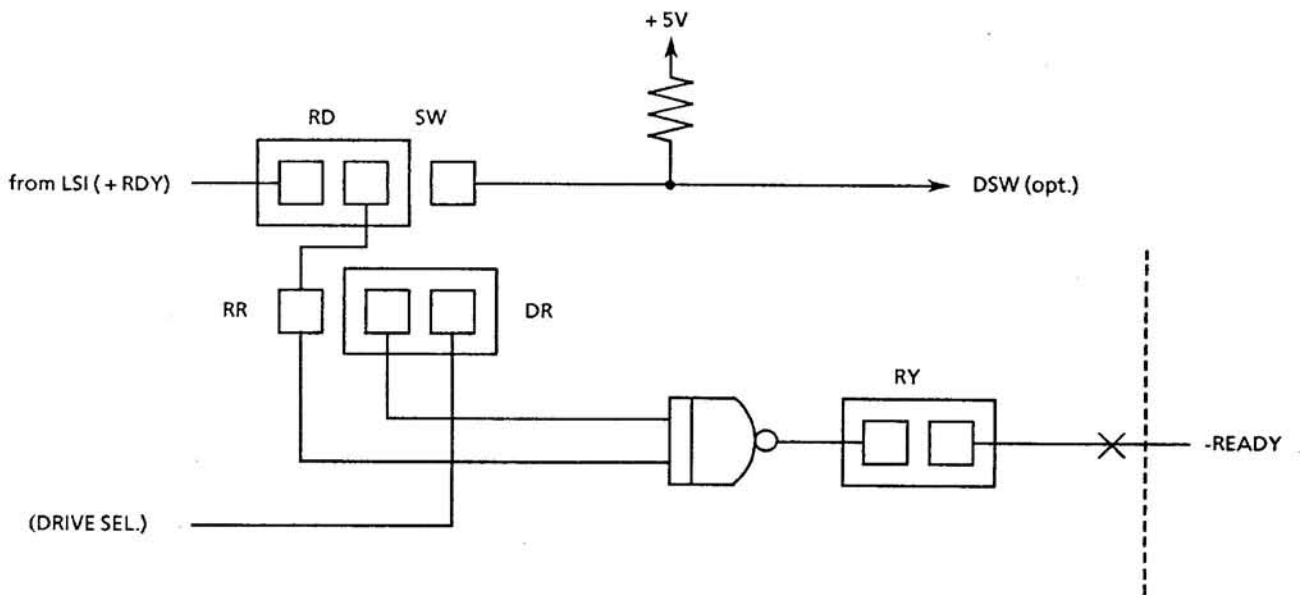 + 5V
RD
SW
from LSI ( + RDY)
DSW (opt.)
RR
DR
RY
-READY
(DRIVE SEL.)